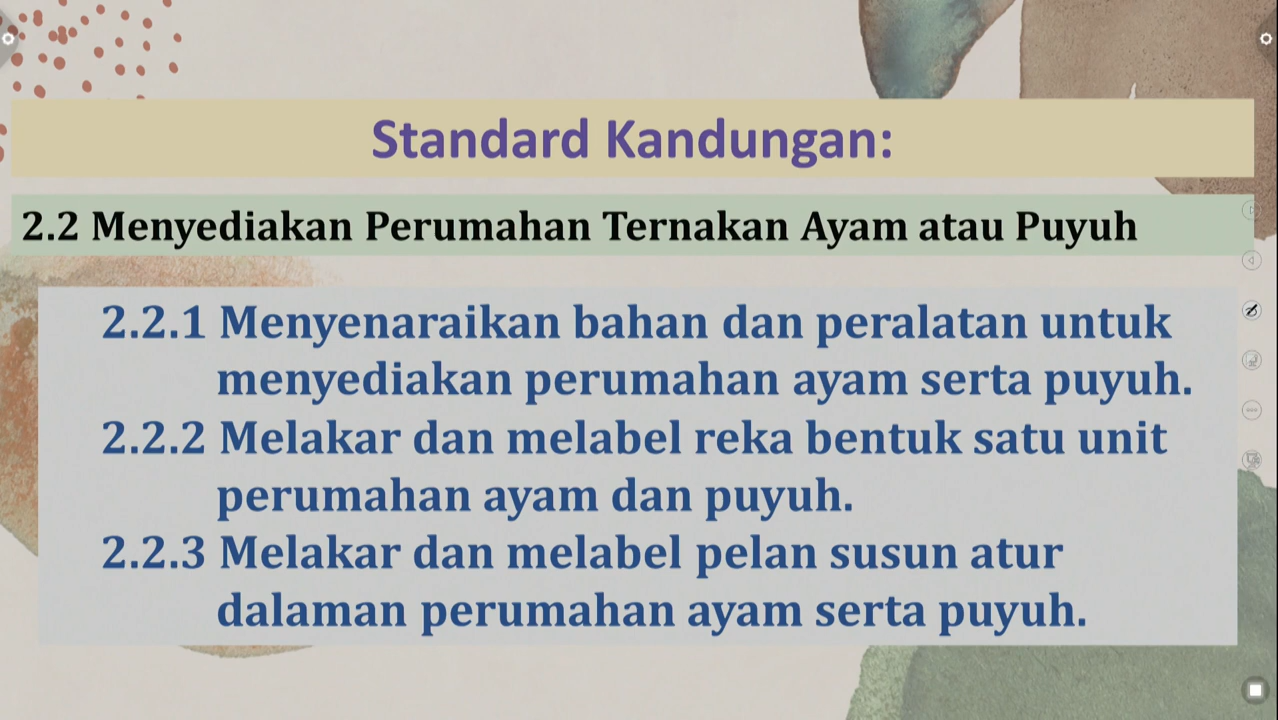 Standard Kandungan:
2.2 Menyediakan Perumahan Ternakan Ayam atau Puyuh
2.2.1 Menyenaraikan bahan dan peralatan untuk
menyediakan perumahan ayam serta puyuh.
2.2.2 Melakar dan melabel reka bentuk satu unit
perumahan ayam dan puyuh.
2.2.3 Melakar dan melabel pelan susun atur
dalaman perumahan ayam serta puyuh.